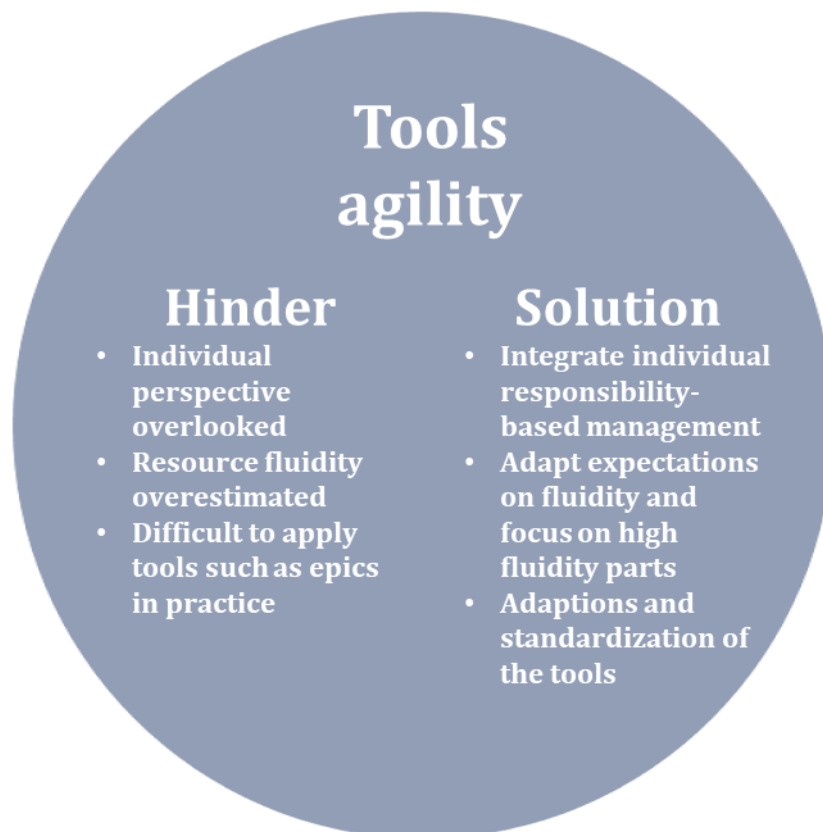 Tools
agility
Hinder
• Individual
perspective
overlooked
• Resource fluidity
overestimated
• Difficult to apply
tools such as epics
in practice
Solution
• Integrate individual
responsibility-
based management
• Adapt expectations
on fluidity and
focus on high
fluidity parts
• Adaptions and
standardization of
the tools